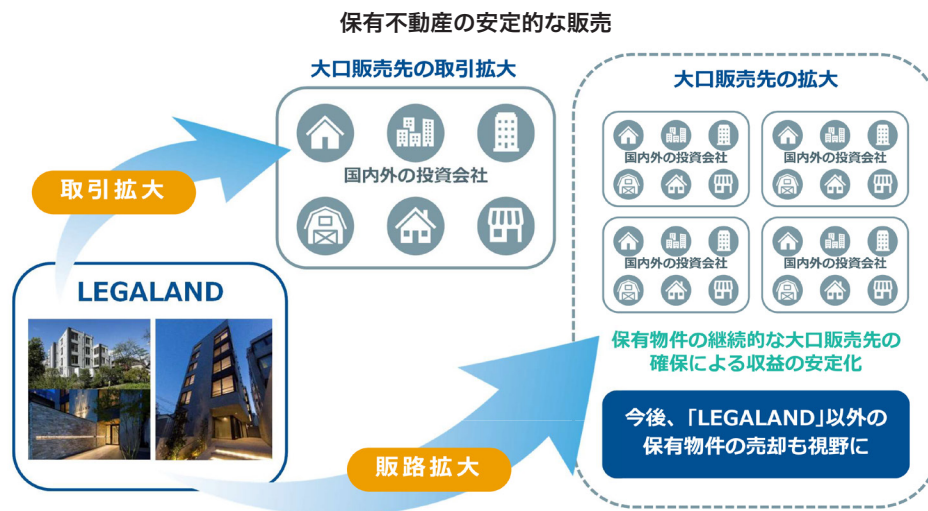 保有不動産の安定的な販売
大口販売先の取引拡大
国内外の投資会社
取引拡大
LEGALAND
販路拡大
大口販売先の拡大
国内外の投資会社
国内外の投資会社
国内外の投資会社
国内外の投資会社
保有物件の継続的な大口販売先の
確保による収益の安定化
今後、「LEGALAND」以外の
保有物件の売却も視野に